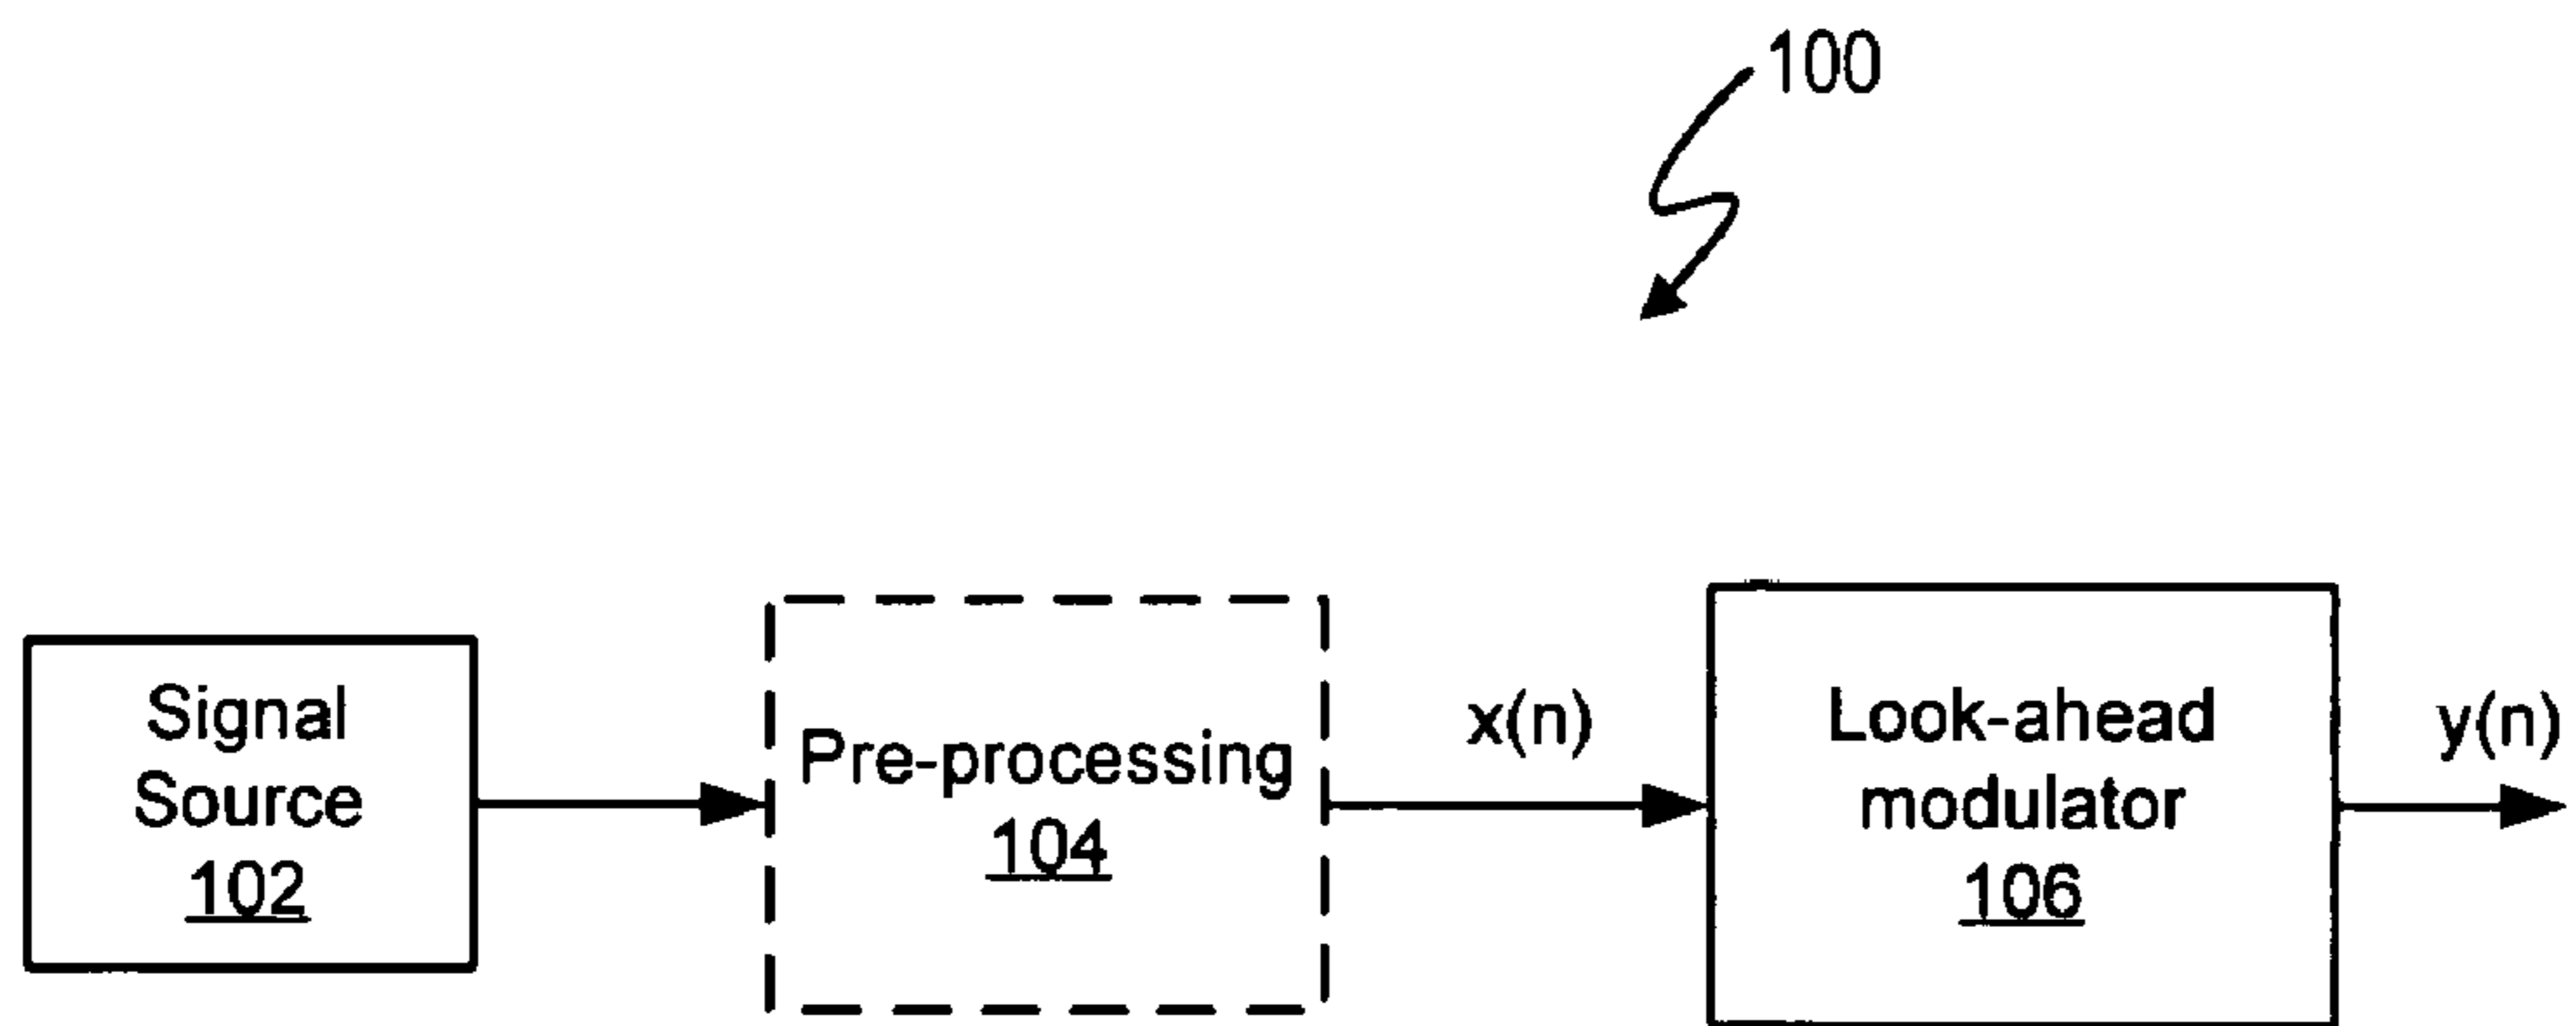 100
Signal
Source
102
Pre-processing
104
x(n)
Look-ahead
modulator
106
y(n)